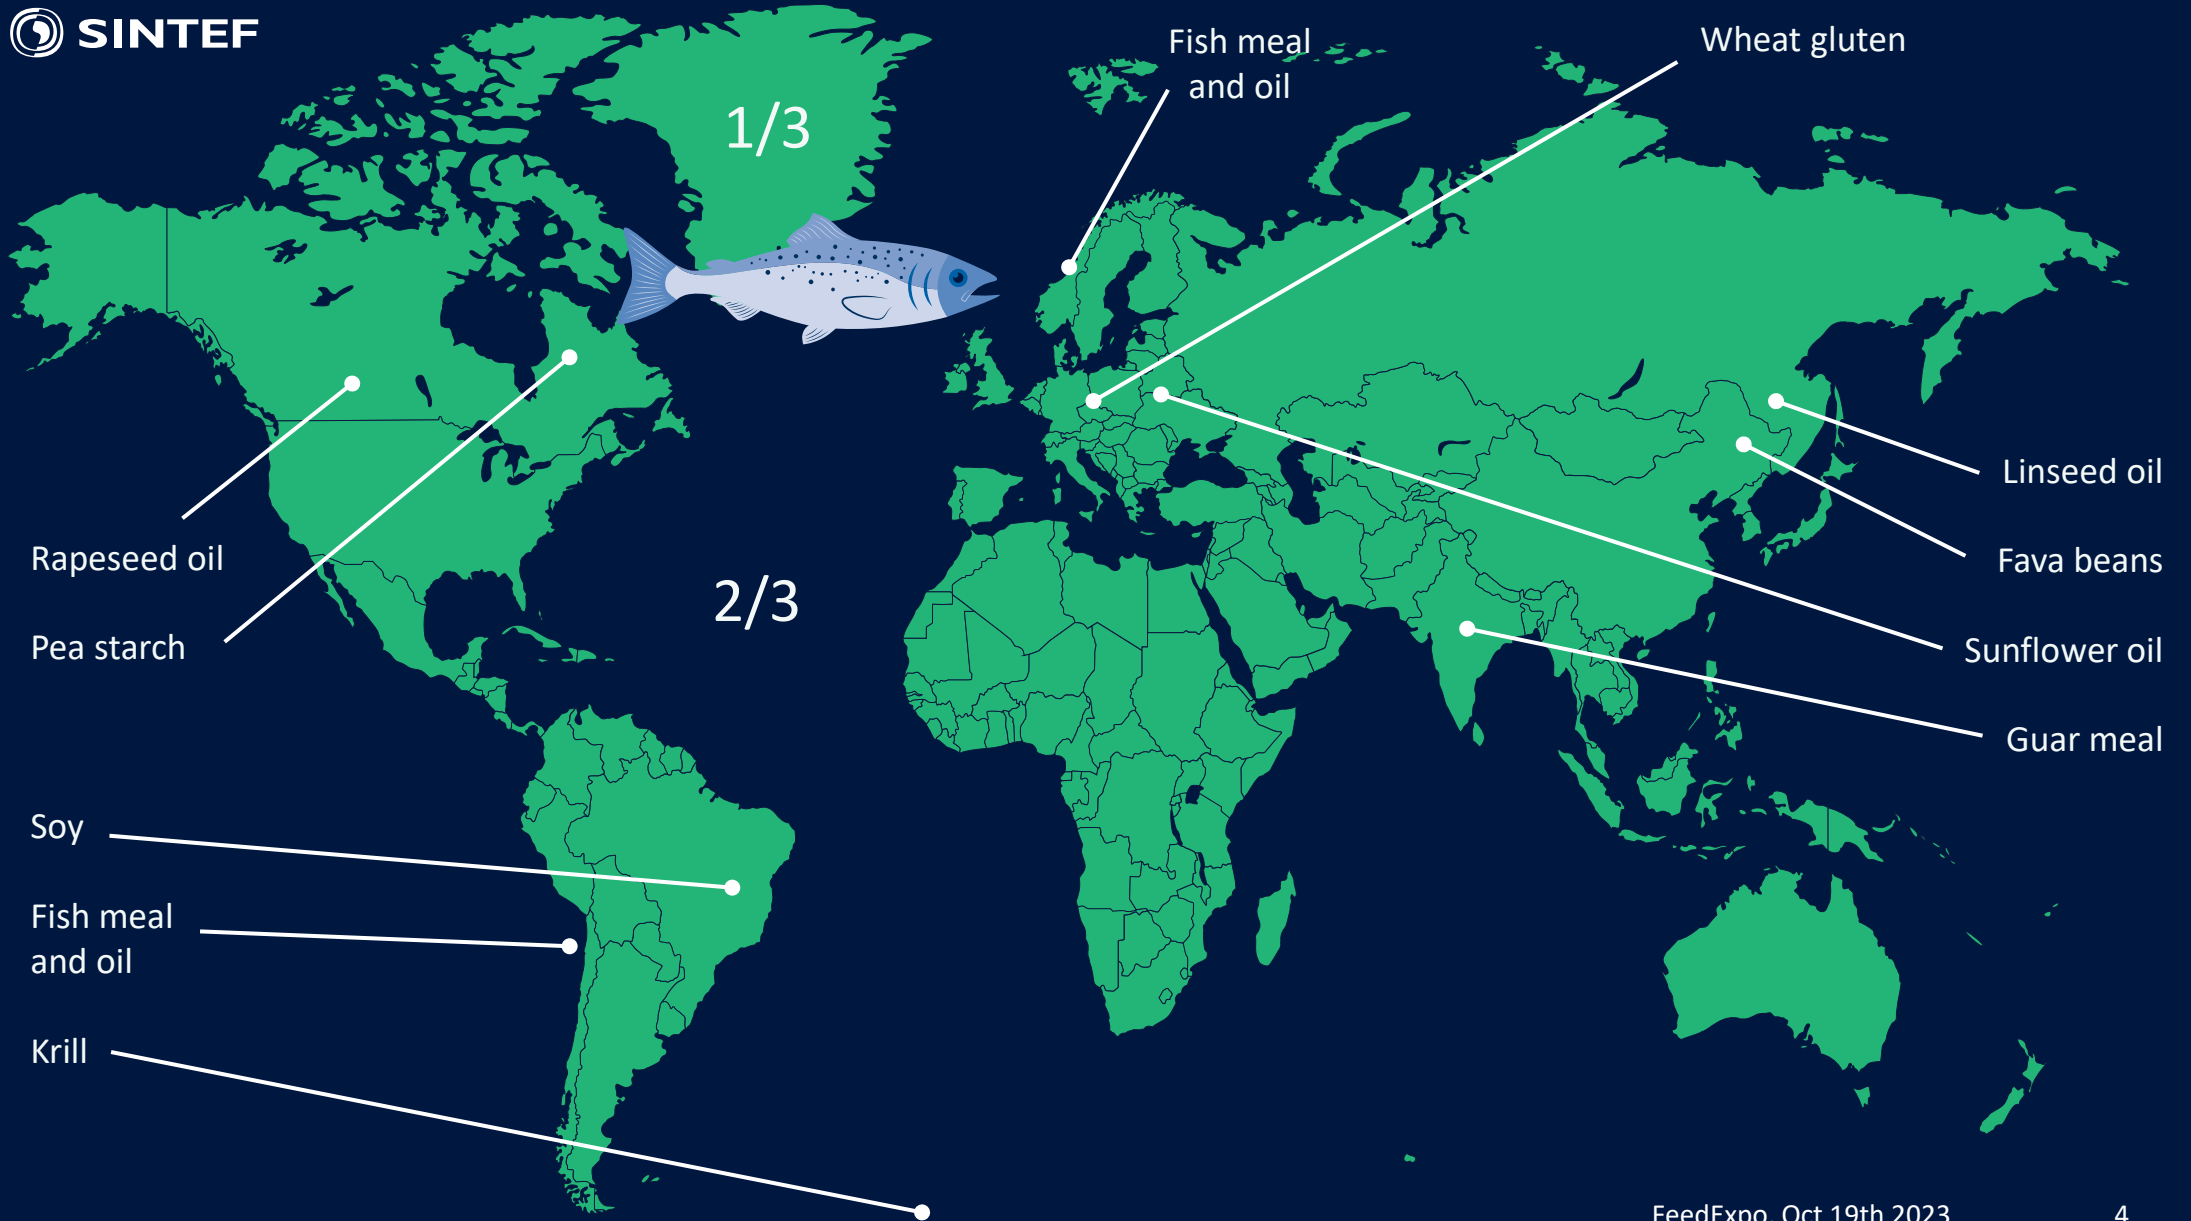 SINTEF
Fish meal
and oil
Wheat gluten
1/3
Linseed oil
Rapeseed oil
Fava beans
2/3
Pea starch
Sunflower oil
Guar meal
Soy
Fish meal
and oil
Krill
FeedExpo, Oct 19th 2023
4